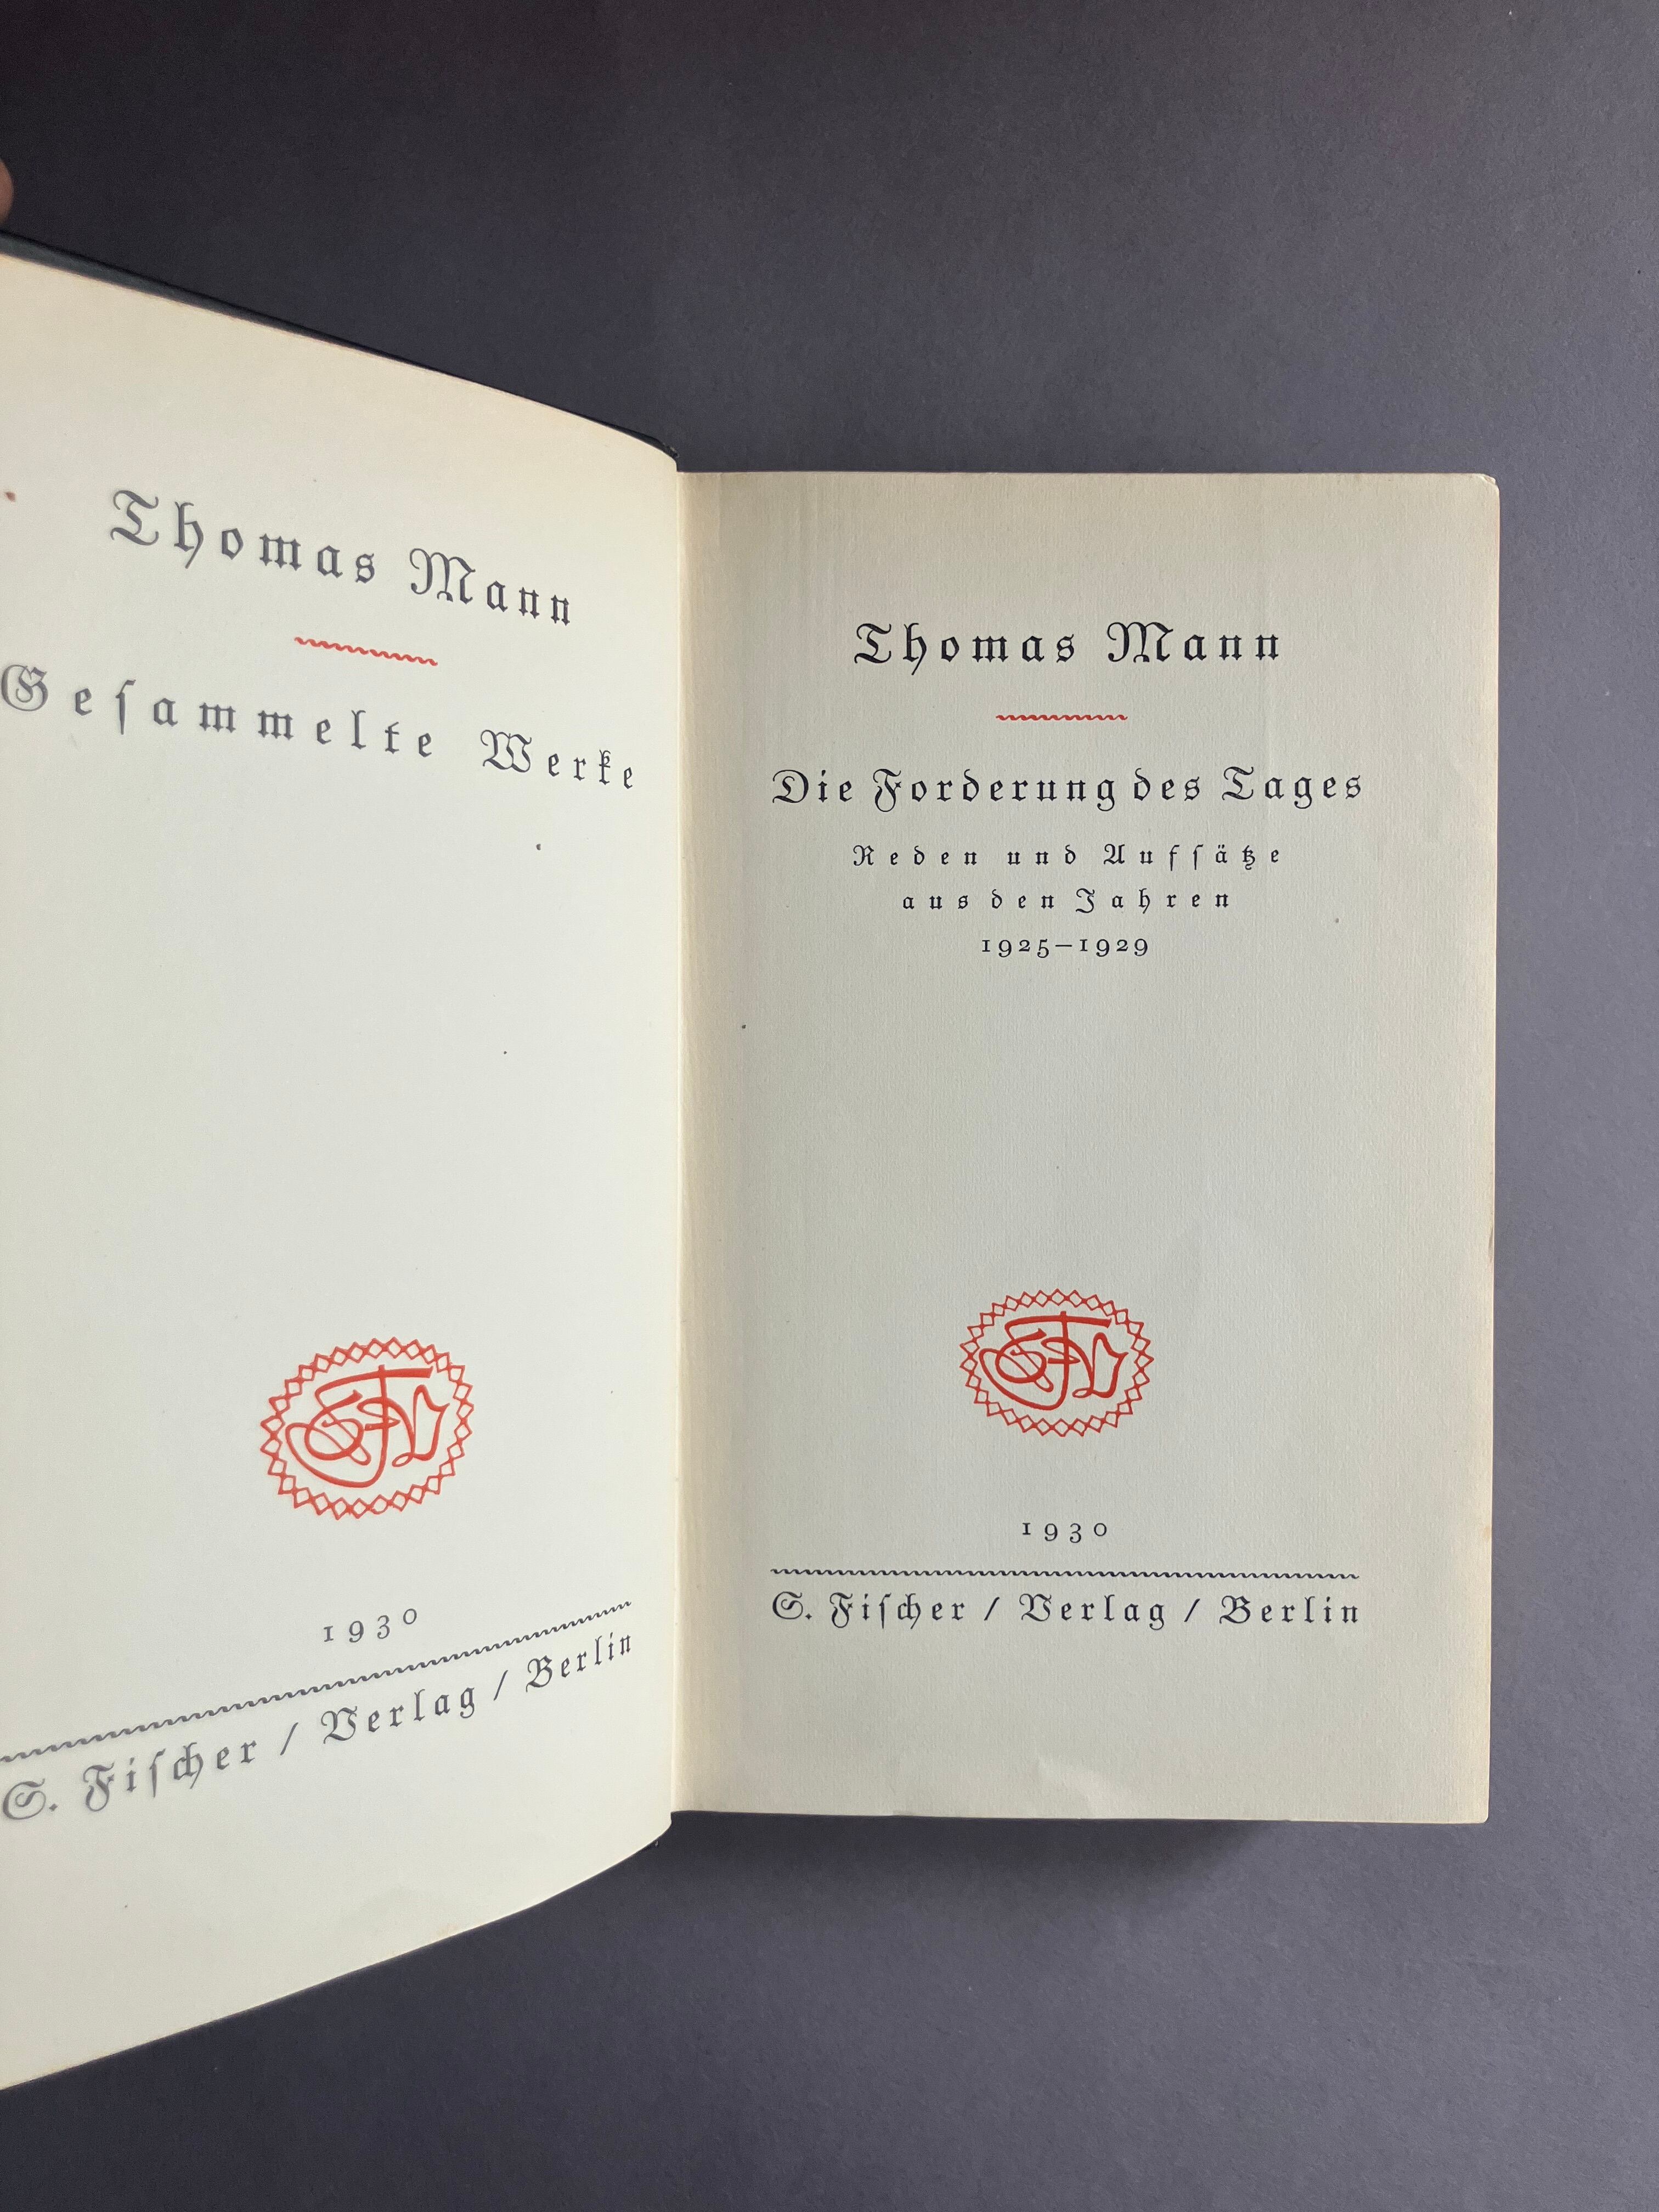 Thomas Mann
Geſammelte Werke
1930
S. Fiſcher / Verlag / Berlin
Thomas Mann
Die Forderung des Tages
Reden und Aufſätze
aus den Jahren
1925–1929
1930
S. Fiſcher / Verlag / Berlin